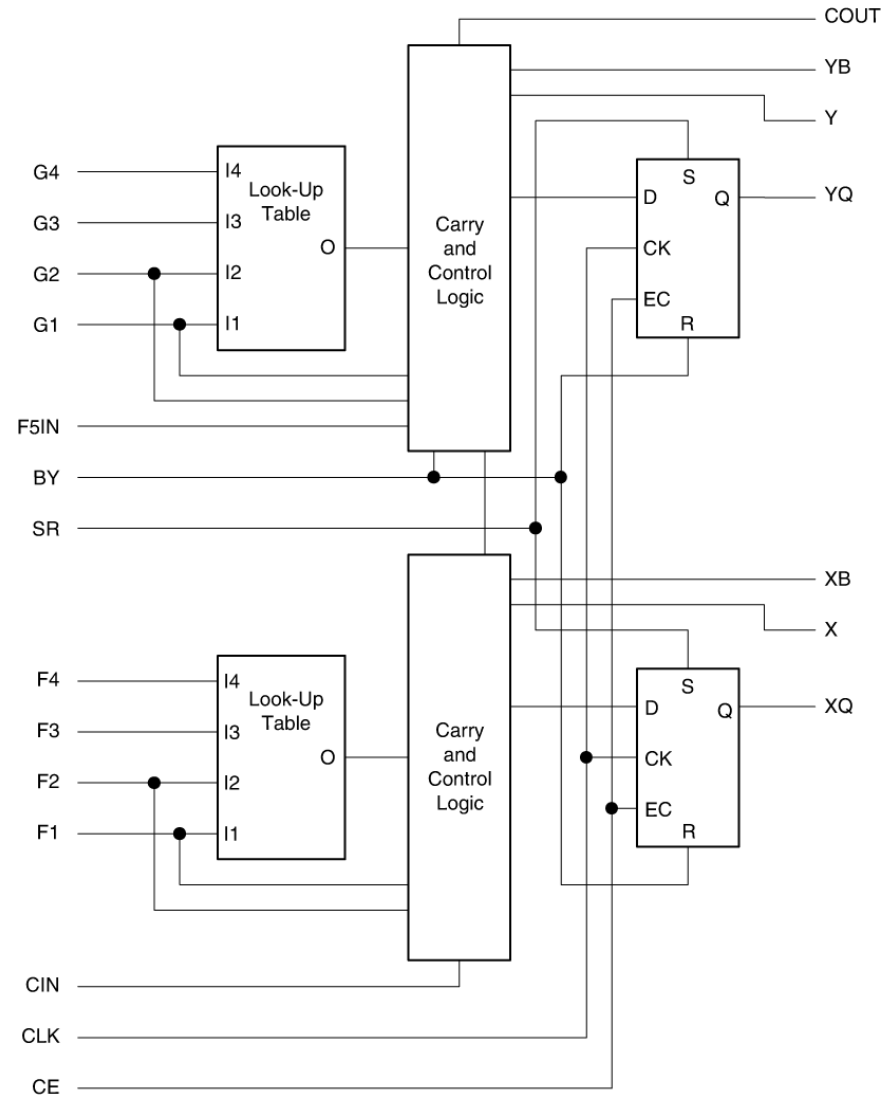 COUT
YB
Y
G4
I4
Look-Up
Table
S
G3
I3
D
Q
YQ
O
Carry
and
Control
Logic
CK
G2
I2
EC
G1
I1
R
F5IN
BY
SR
XB
X
F4
I4
Look-Up
Table
S
D
Q
XQ
F3
I3
O
Carry
and
Control
Logic
CK
F2
I2
EC
F1
I1
R
CIN
CLK
CE